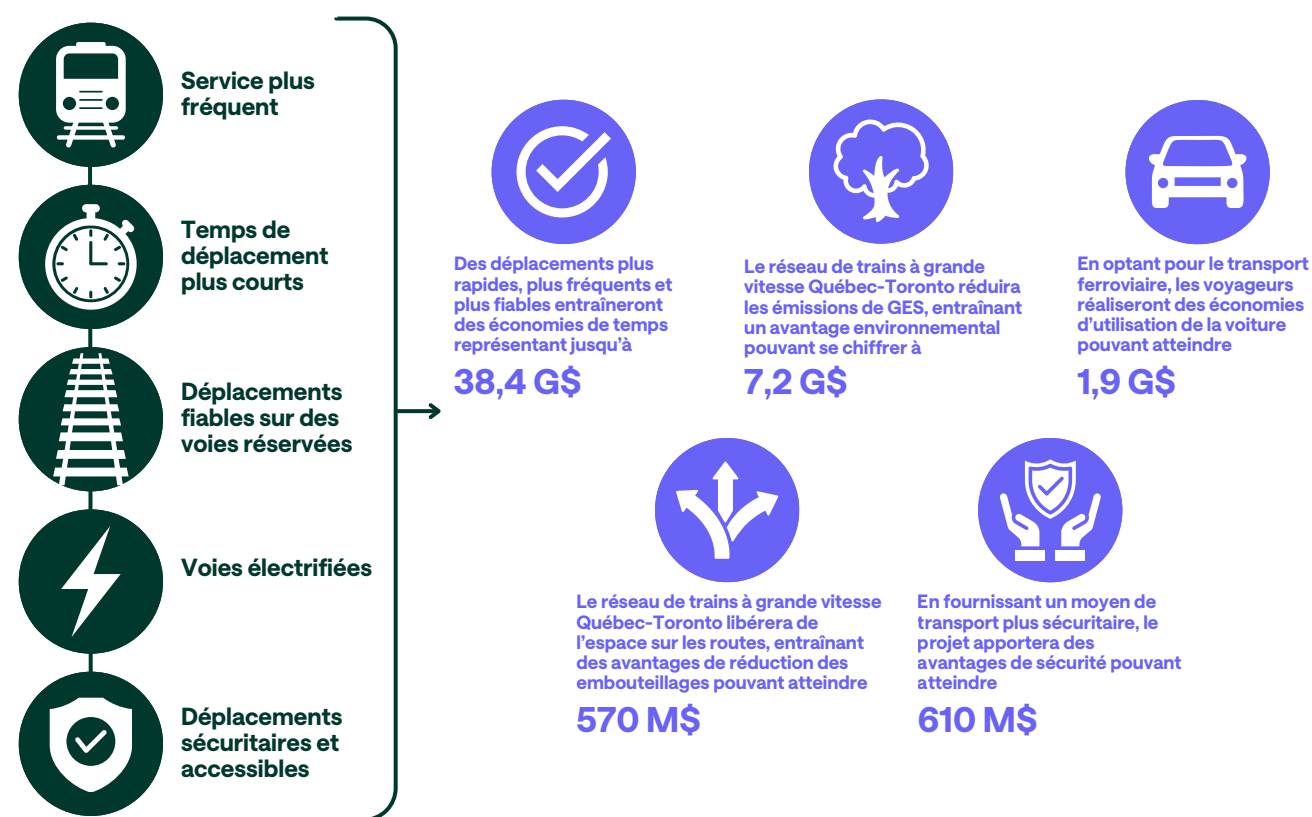 Service plus
fréquent
Temps de
déplacement
plus courts
Déplacements
fiables sur des
voies réservées
Voies électrifiées
Déplacements
sécuritaires et
accessibles
Des déplacements plus
rapides, plus fréquents et
plus fiables entraîneront
des économies de temps
représentant jusqu’à
38,4 G$
Le réseau de trains à grande
vitesse Québec-Toronto réduira
les émissions de GES, entraînant
un avantage environnemental
pouvant se chiffrer à
7,2 G$
En optant pour le transport
ferroviaire, les voyageurs
réaliseront des économies
d’utilisation de la voiture
pouvant atteindre
1,9 G$
Le réseau de trains à grande vitesse
Québec-Toronto libérera de
l’espace sur les routes, entraînant
des avantages de réduction des
embouteillages pouvant atteindre
570 M$
En fournissant un moyen de
transport plus sécuritaire, le
projet apportera des
avantages de sécurité pouvant
atteindre
610 M$